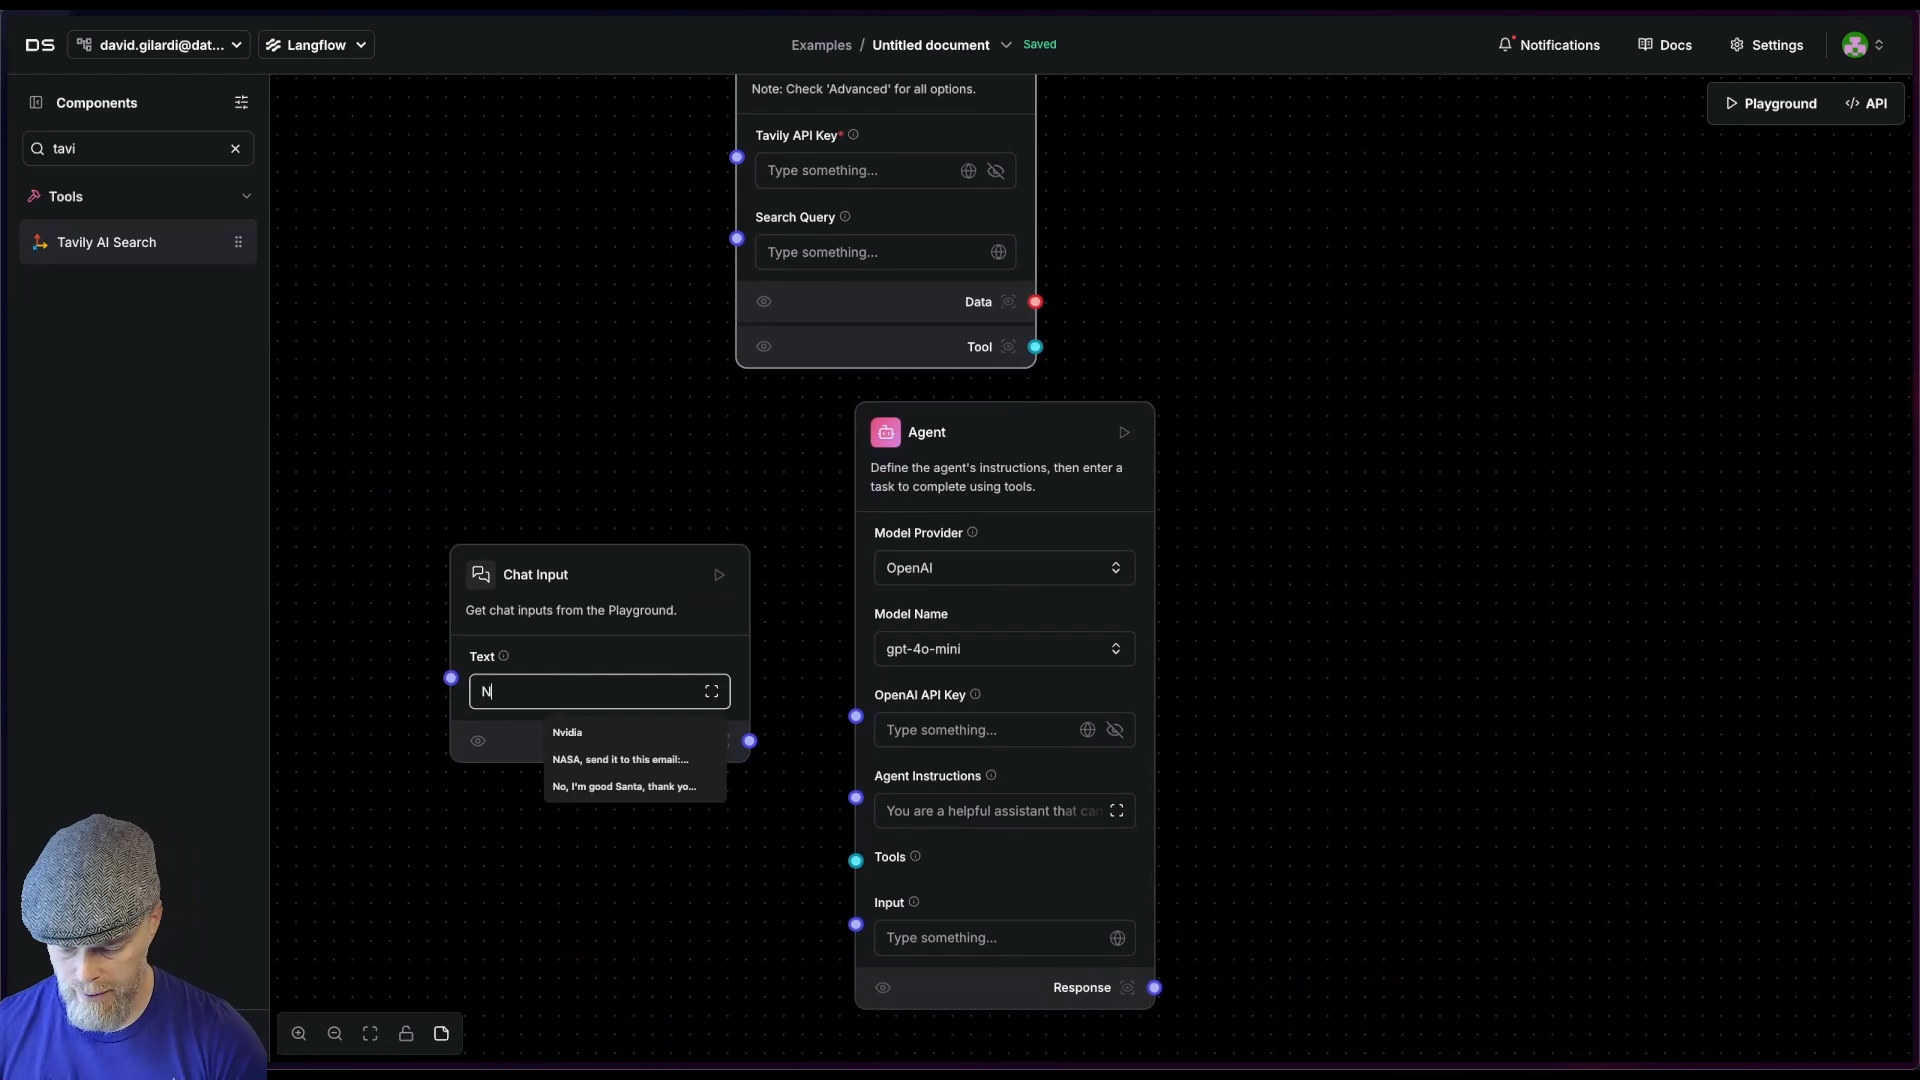 DS
david.gilardi@dat...
Langflow
Examples / Untitled document
Saved
Notifications
Docs
Settings
Components
Playground
API
tavi
Tools
Tavily AI Search
Note: Check 'Advanced' for all options.
Tavily API Key*
Type something...
Search Query
Type something...
Data
Tool
Agent
Define the agent's instructions, then enter a
task to complete using tools.
Model Provider
OpenAI
Model Name
gpt-4o-mini
OpenAI API Key
Type something...
Agent Instructions
You are a helpful assistant that can
Tools
Input
Type something...
Response
Chat Input
Get chat inputs from the Playground.
Text
N
Nvidia
NASA, send it to this email:...
No, I'm good Santa, thank yo...